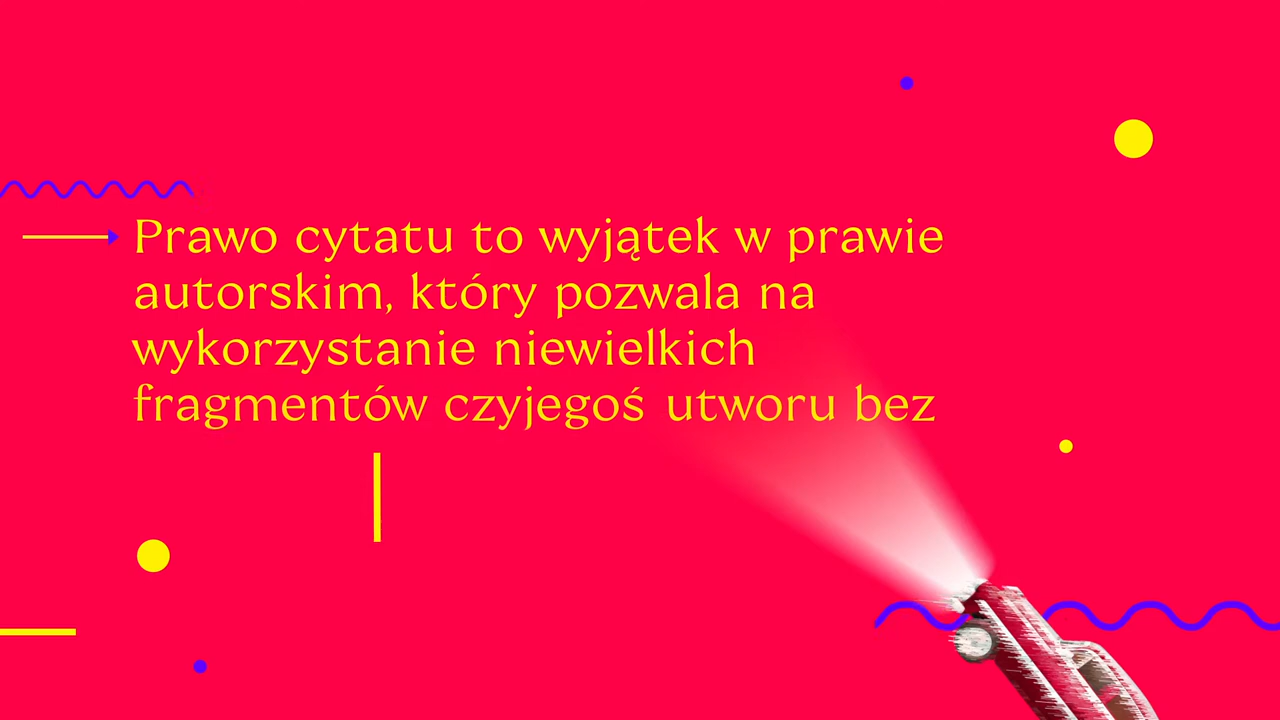 Prawo cytatu to wyjątek w prawie
autorskim, który pozwala na
wykorzystanie niewielkich
fragmentów czyjegoś utworu bez